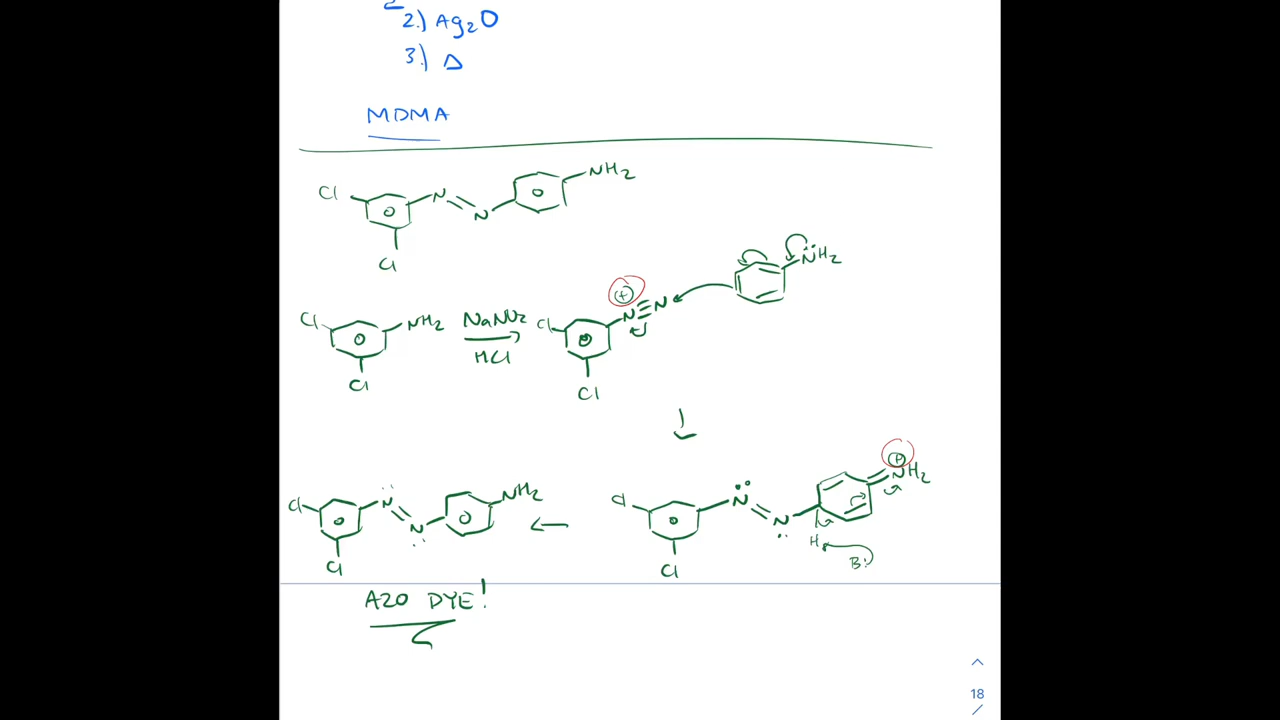 2.) Ag2O
3.) Δ
MDMA
Cl N N NH2
Cl
Cl NH2 NaNO2 HCl Cl ⊕ N N NH2
Cl Cl
Cl N N NH2 Cl N N ⊕ NH2
Cl Cl H B:
AZO DYE!
18